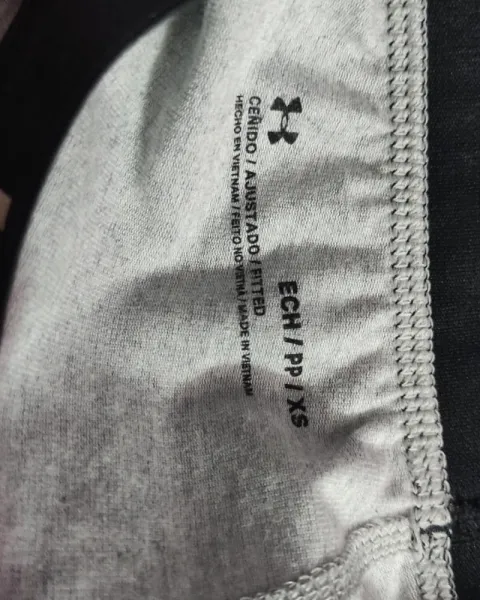 ECH / PP / XS
CEÑIDO / AJUSTADO / FITTED
HECHO EN VIETNAM / FEITO NO VIETNÃ / MADE IN VIETNAM